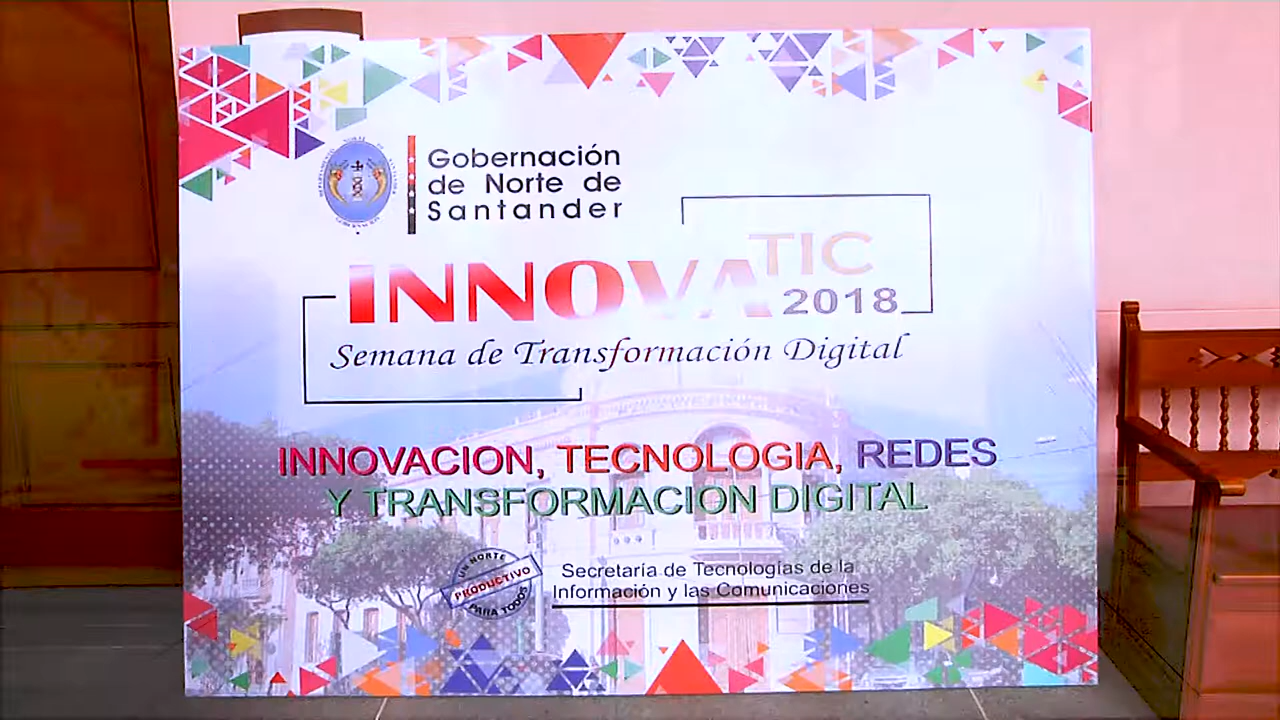 Gobernación
de Norte de
Santander
INNOVA TIC
2018
Semana de Transformación Digital
INNOVACION, TECNOLOGIA, REDES
Y TRANSFORMACION DIGITAL
UN NORTE
PRODUCTIVO
PARA TODOS
Secretaría de Tecnologías de la
Información y las Comunicaciones